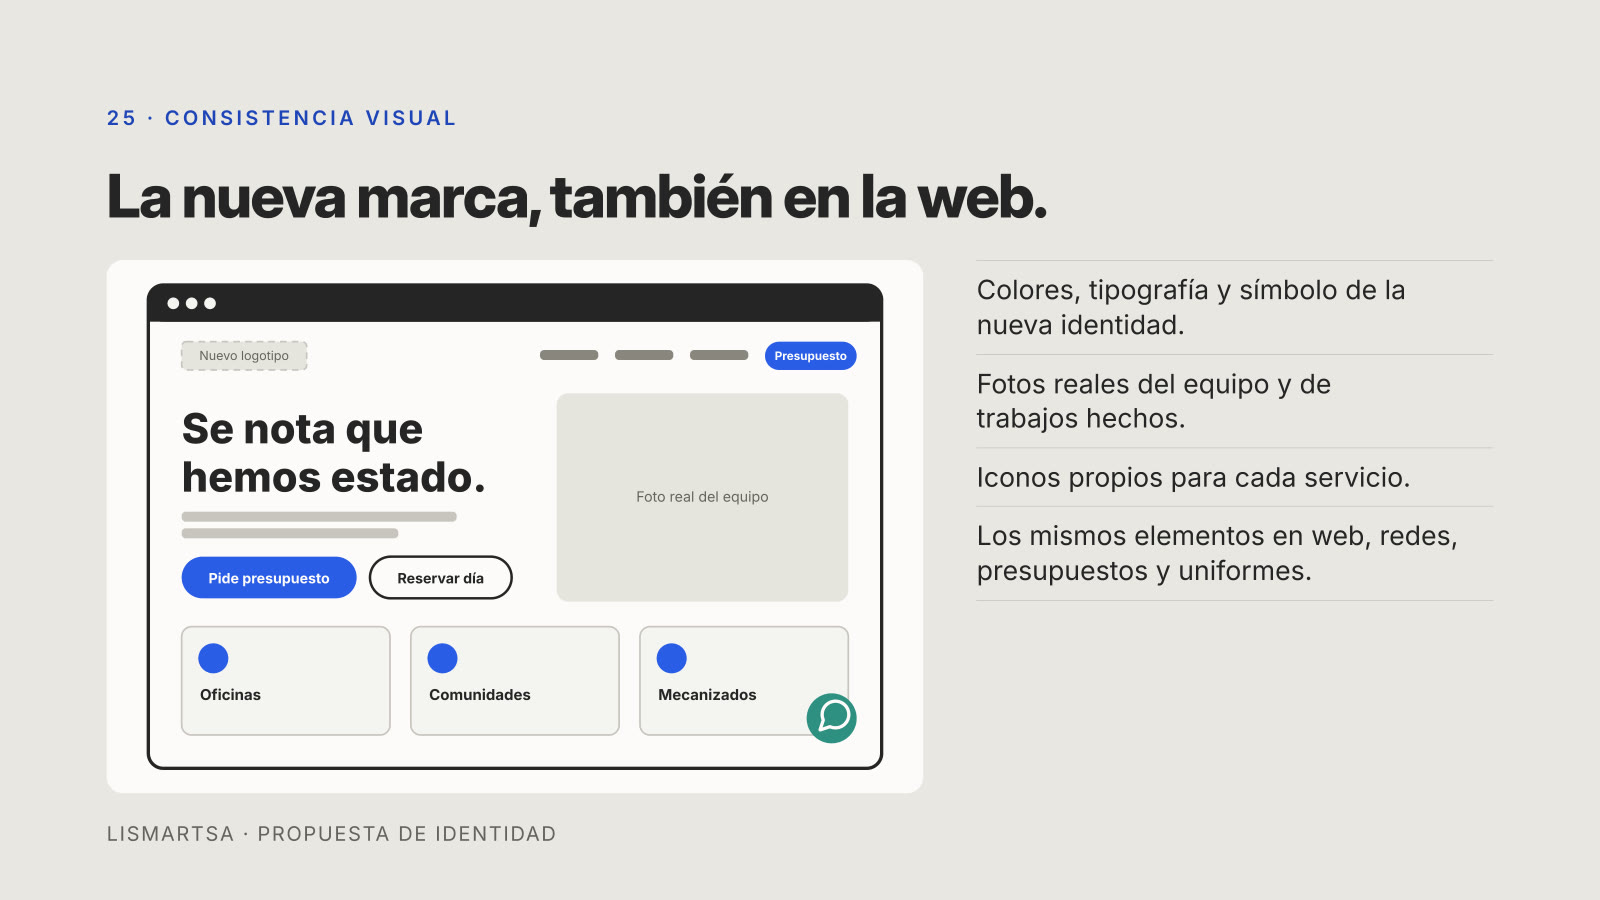 25 · CONSISTENCIA VISUAL
La nueva marca, también en la web.
Nuevo logotipo
Presupuesto
Se nota que
hemos estado.
Foto real del equipo
Pide presupuesto
Reservar día
Oficinas
Comunidades
Mecanizados
Colores, tipografía y símbolo de la
nueva identidad.
Fotos reales del equipo y de
trabajos hechos.
Iconos propios para cada servicio.
Los mismos elementos en web, redes,
presupuestos y uniformes.
LISMARTSA · PROPUESTA DE IDENTIDAD